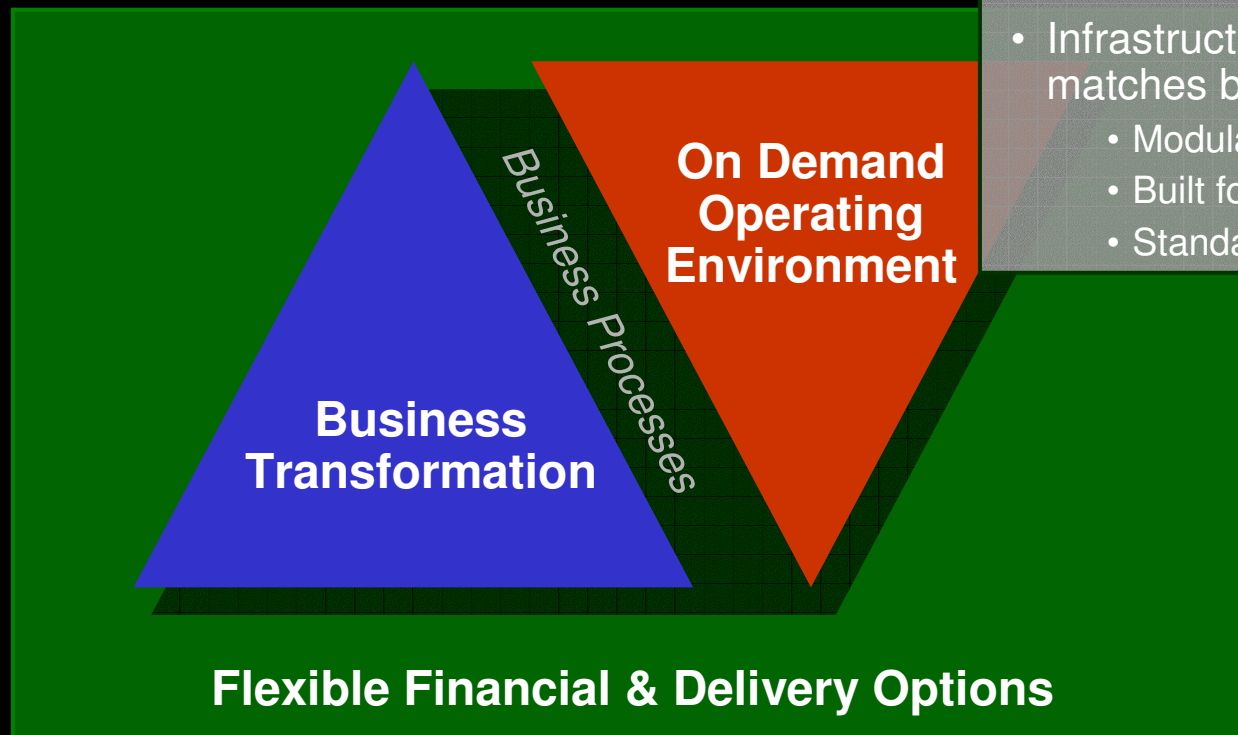 • Infrastruct
matches b
• Modula
• Built fo
• Standa
On Demand
Operating
Environment
Business Processes
Business
Transformation
Flexible Financial & Delivery Options